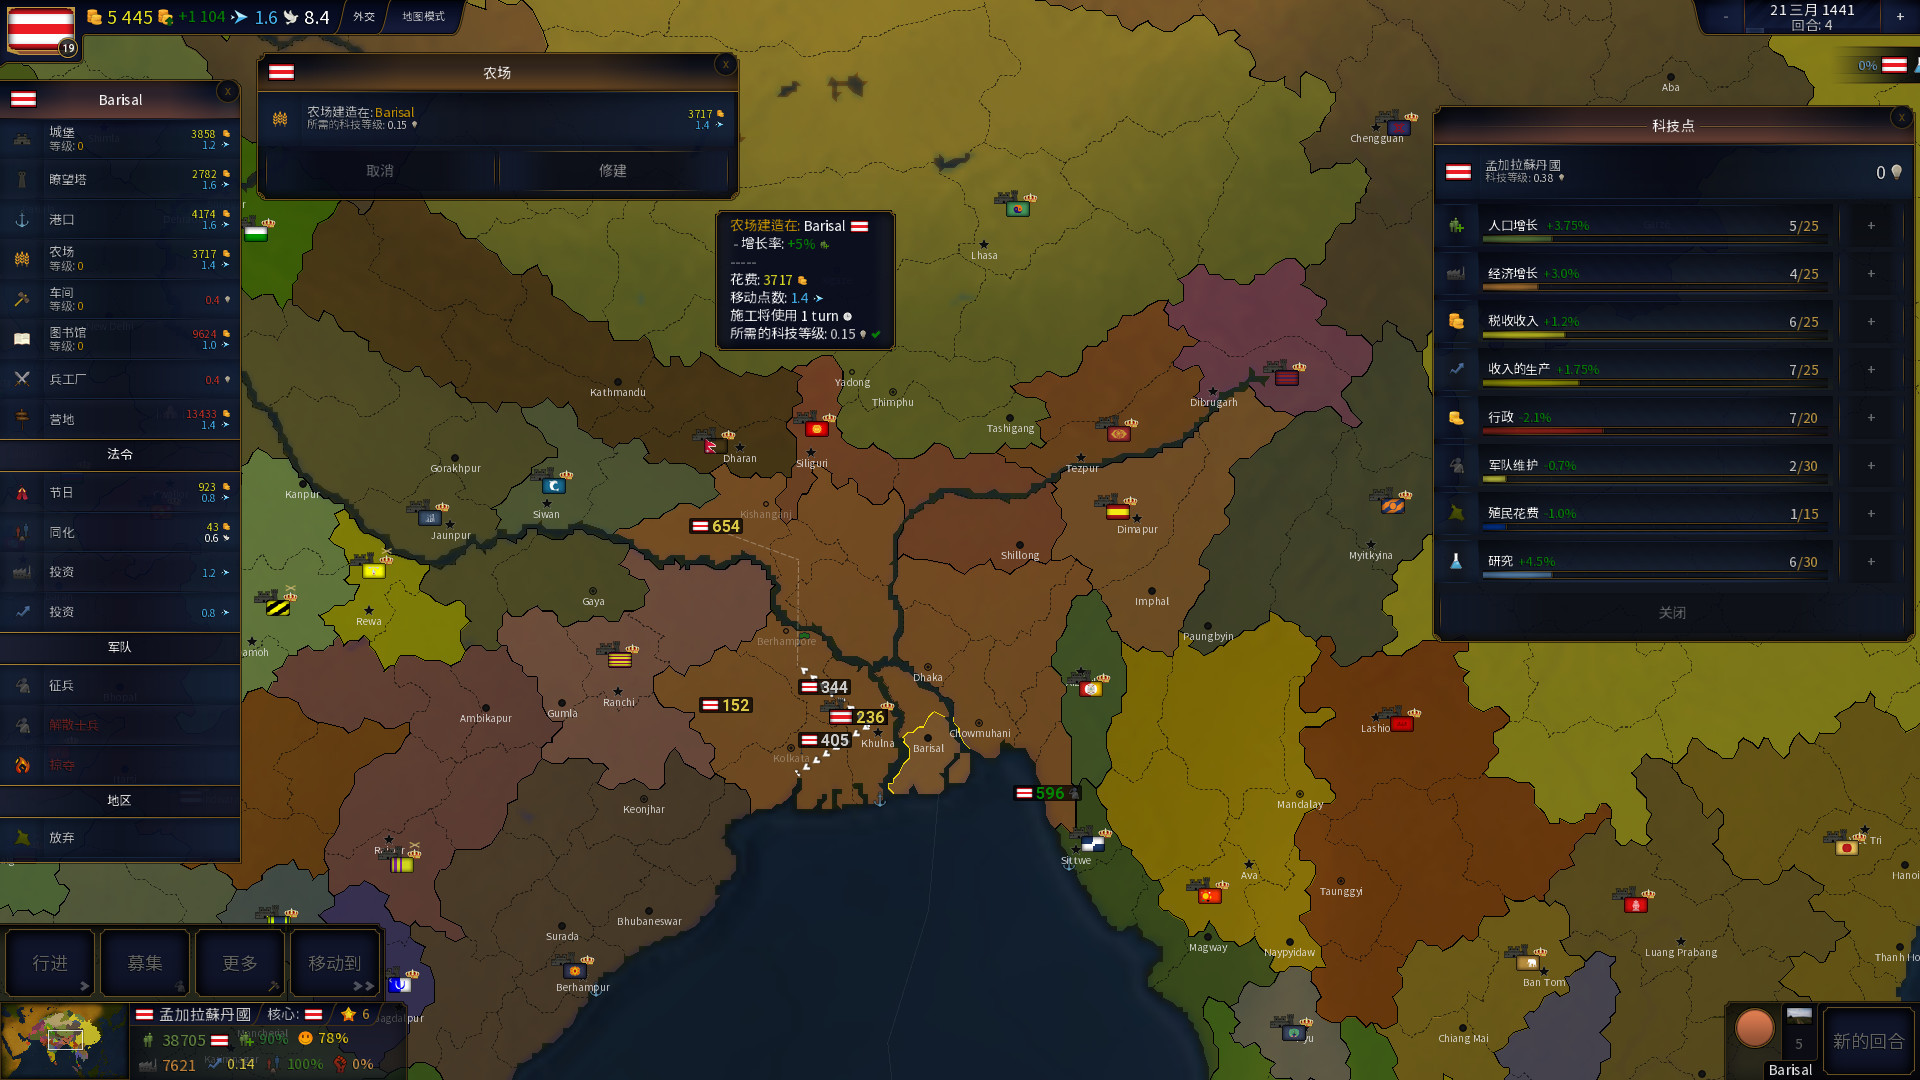 19
5 445
+1 104
1.6
8.4
外交
地图模式
21 三月 1441
回合: 4
-
+
0%
Barisal
x
城堡
等级: 0
3858
1.2
瞭望塔
2782
1.6
港口
4174
1.6
农场
等级: 0
3717
1.4
车间
等级: 0
0.4
图书馆
等级: 0
9624
1.0
兵工厂
0.4
营地
13433
1.4
法令
节日
923
0.8
同化
43
0.6
投资
1.2
投资
0.8
军队
征兵
解散士兵
掠夺
地区
放弃
农场
x
农场建造在: Barisal
所需的科技等级: 0.15
3717
1.4
取消
修建
农场建造在: Barisal
- 增长率: +5%
-----
花费: 3717
移动点数: 1.4
施工将使用 1 turn
所需的科技等级: 0.15
科技点
x
孟加拉蘇丹國
科技等级: 0.38
0
人口增长 +3.75%
5/25
+
经济增长 +3.0%
4/25
+
税收收入 +1.2%
6/25
+
收入的生产 +1.75%
7/25
+
行政 -2.1%
7/20
+
军队维护 -0.7%
2/30
+
殖民花费 -1.0%
1/15
+
研究 +4.5%
6/30
+
关闭
Aba
Chengguan
Lhasa
Kathmandu
Yadong
Thimphu
Dibrugarh
Tashigang
Dharan
Siliguri
Tezpur
Gorakhpur
Kanpur
Siwan
Jaunpur
Kishanganj
654
Dimapur
Shillong
Myitkyina
Gaya
Imphal
Rewa
Berhampore
Paungbyin
amoh
Dhaka
344
Ranchi
152
236
Gumla
Ambikapur
405
Khulna
Barisal
Chowmuhani
Kolkata
Lashio
596
Keonjhar
Mandalay
Sittwe
Tri
Ava
Hanoi
Taunggyi
Bhubaneswar
Surada
Magway
Naypyidaw
Luang Prabang
Thanh Ho
Ban Tom
Berhampur
Jagdalpur
Chiang Mai
行进
募集
更多
移动到
孟加拉蘇丹國
核心:
6
38705
90%
78%
7621
0.14
100%
0%
5
Barisal
新的回合